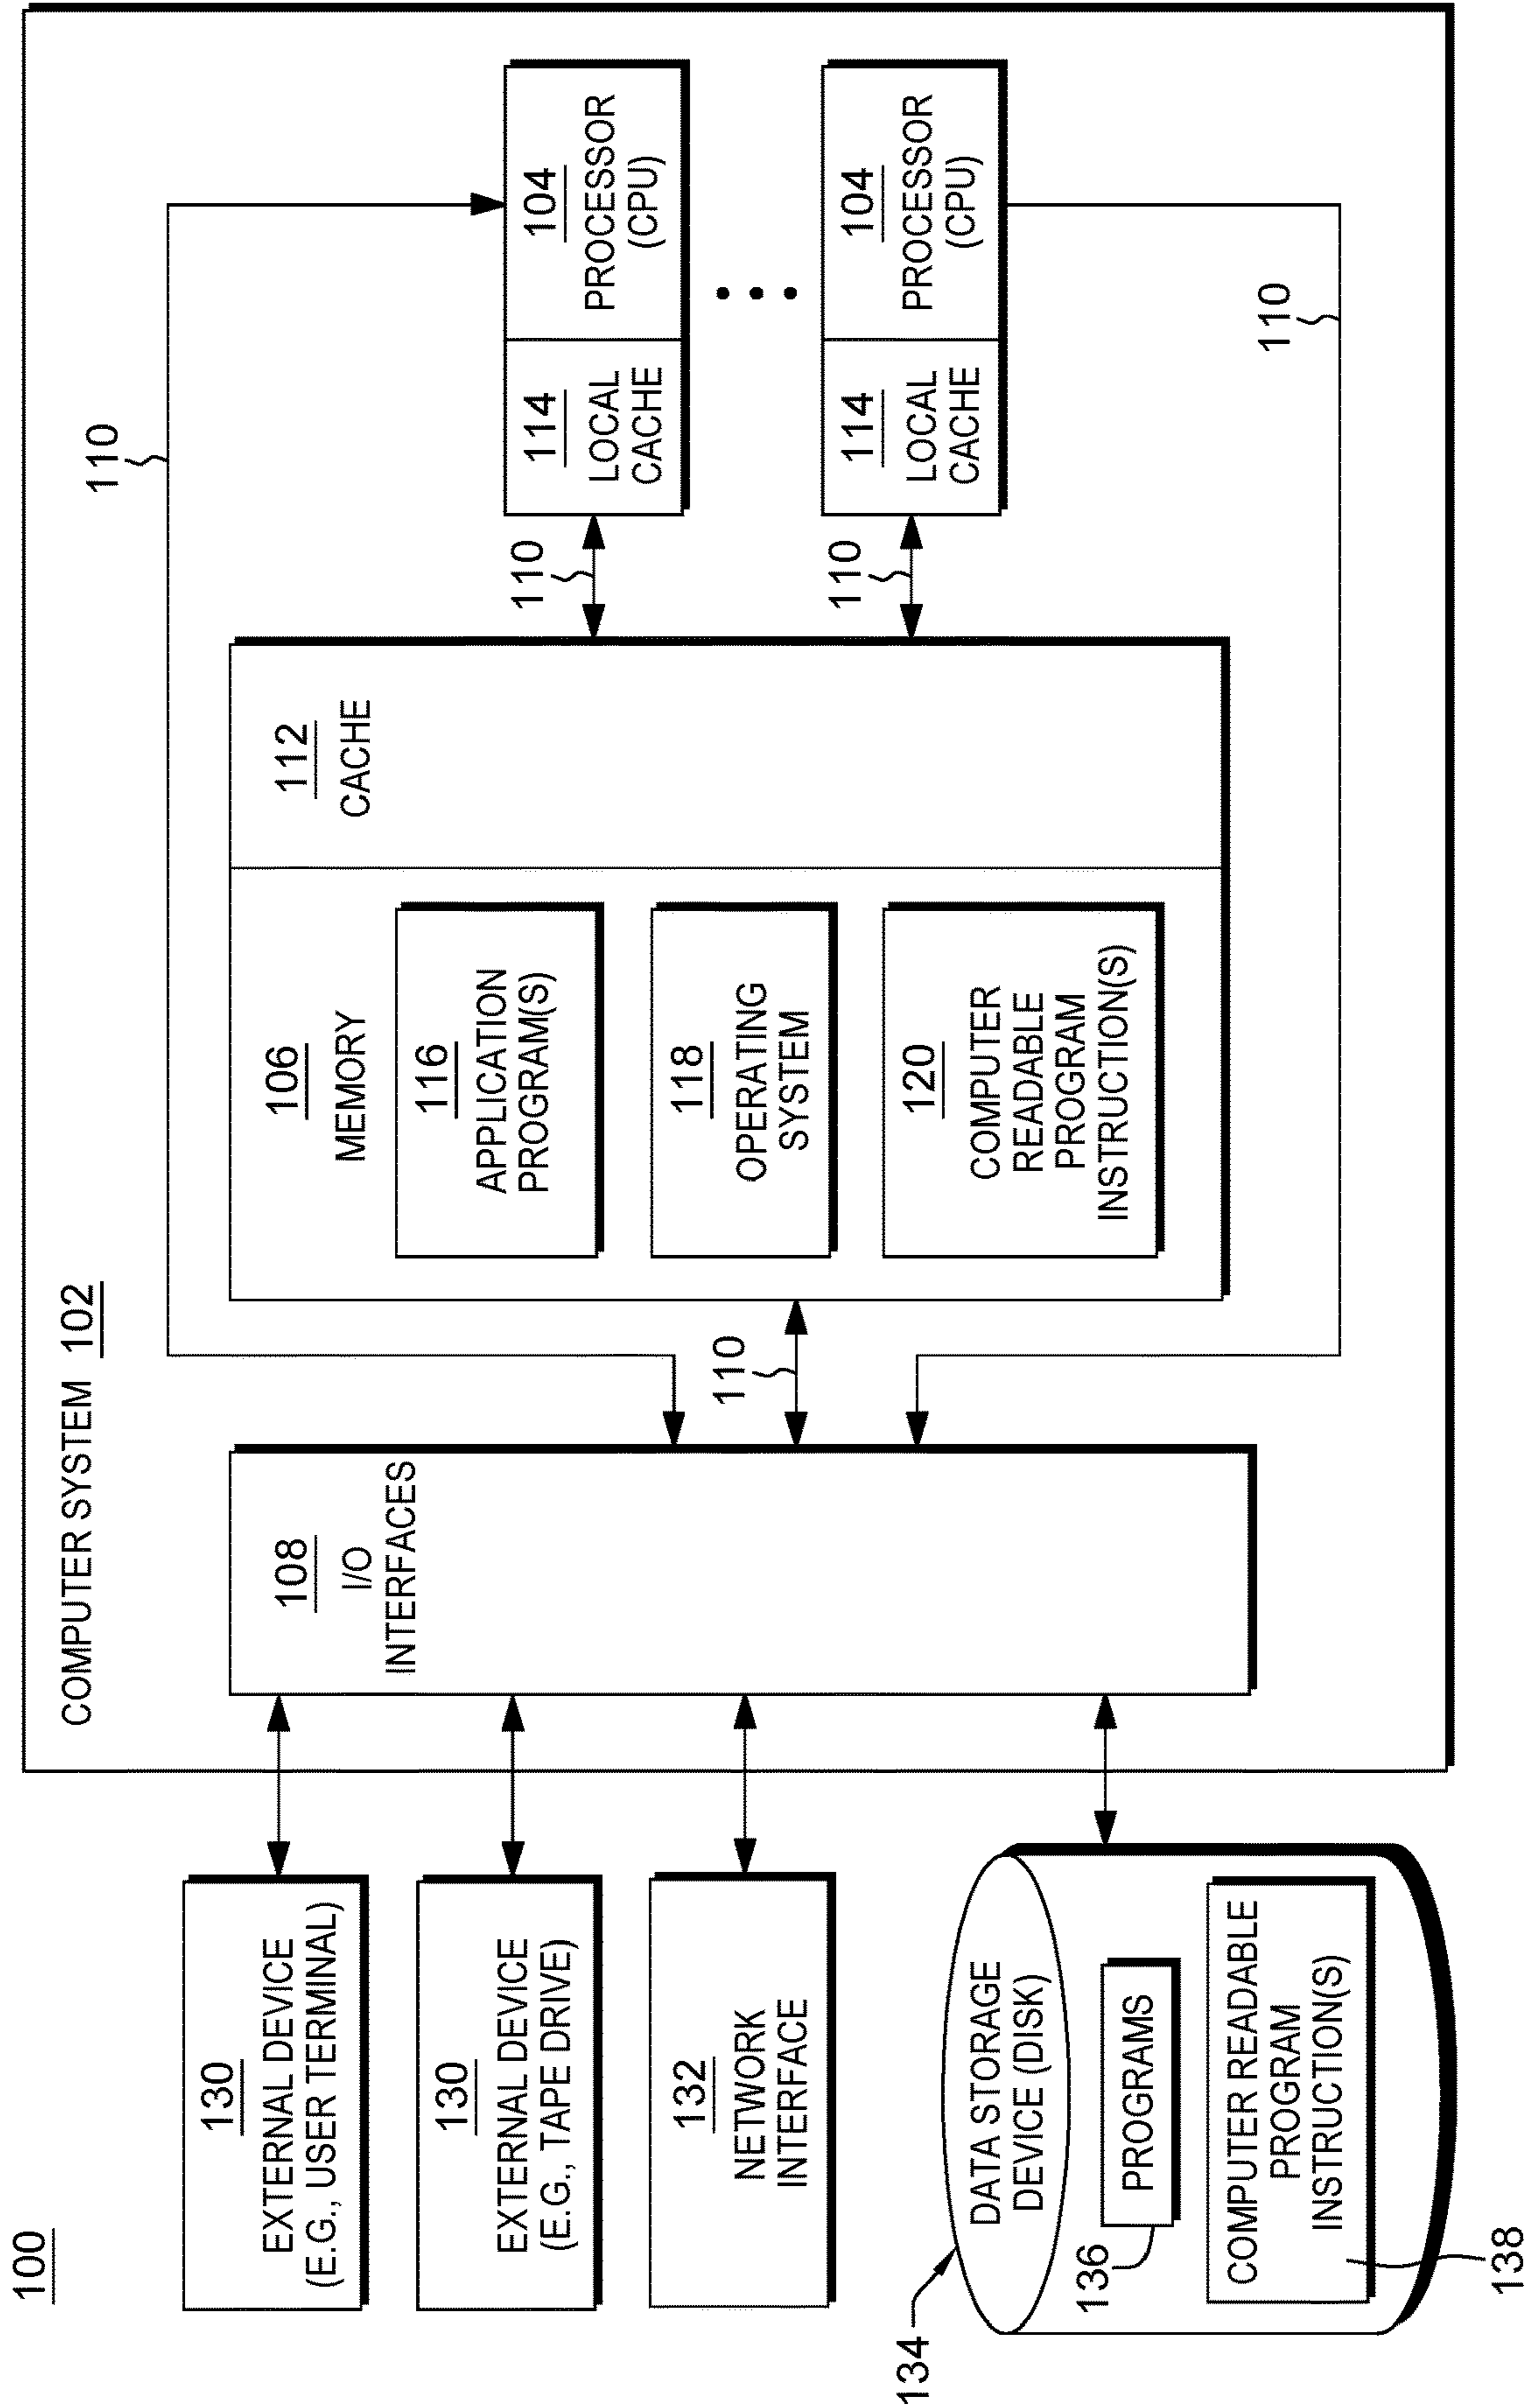 100
COMPUTER SYSTEM 102
130
EXTERNAL DEVICE
(E.G., USER TERMINAL)
130
EXTERNAL DEVICE
(E.G., TAPE DRIVE)
132
NETWORK
INTERFACE
134
DATA STORAGE
DEVICE (DISK)
136
PROGRAMS
COMPUTER READABLE
PROGRAM
INSTRUCTION(S)
138
108
I/O
INTERFACES
110
110
110
106
MEMORY
116
APPLICATION
PROGRAM(S)
118
OPERATING
SYSTEM
120
COMPUTER
READABLE
PROGRAM
INSTRUCTION(S)
112
CACHE
110
110
114
LOCAL
CACHE
104
PROCESSOR
(CPU)
114
LOCAL
CACHE
104
PROCESSOR
(CPU)